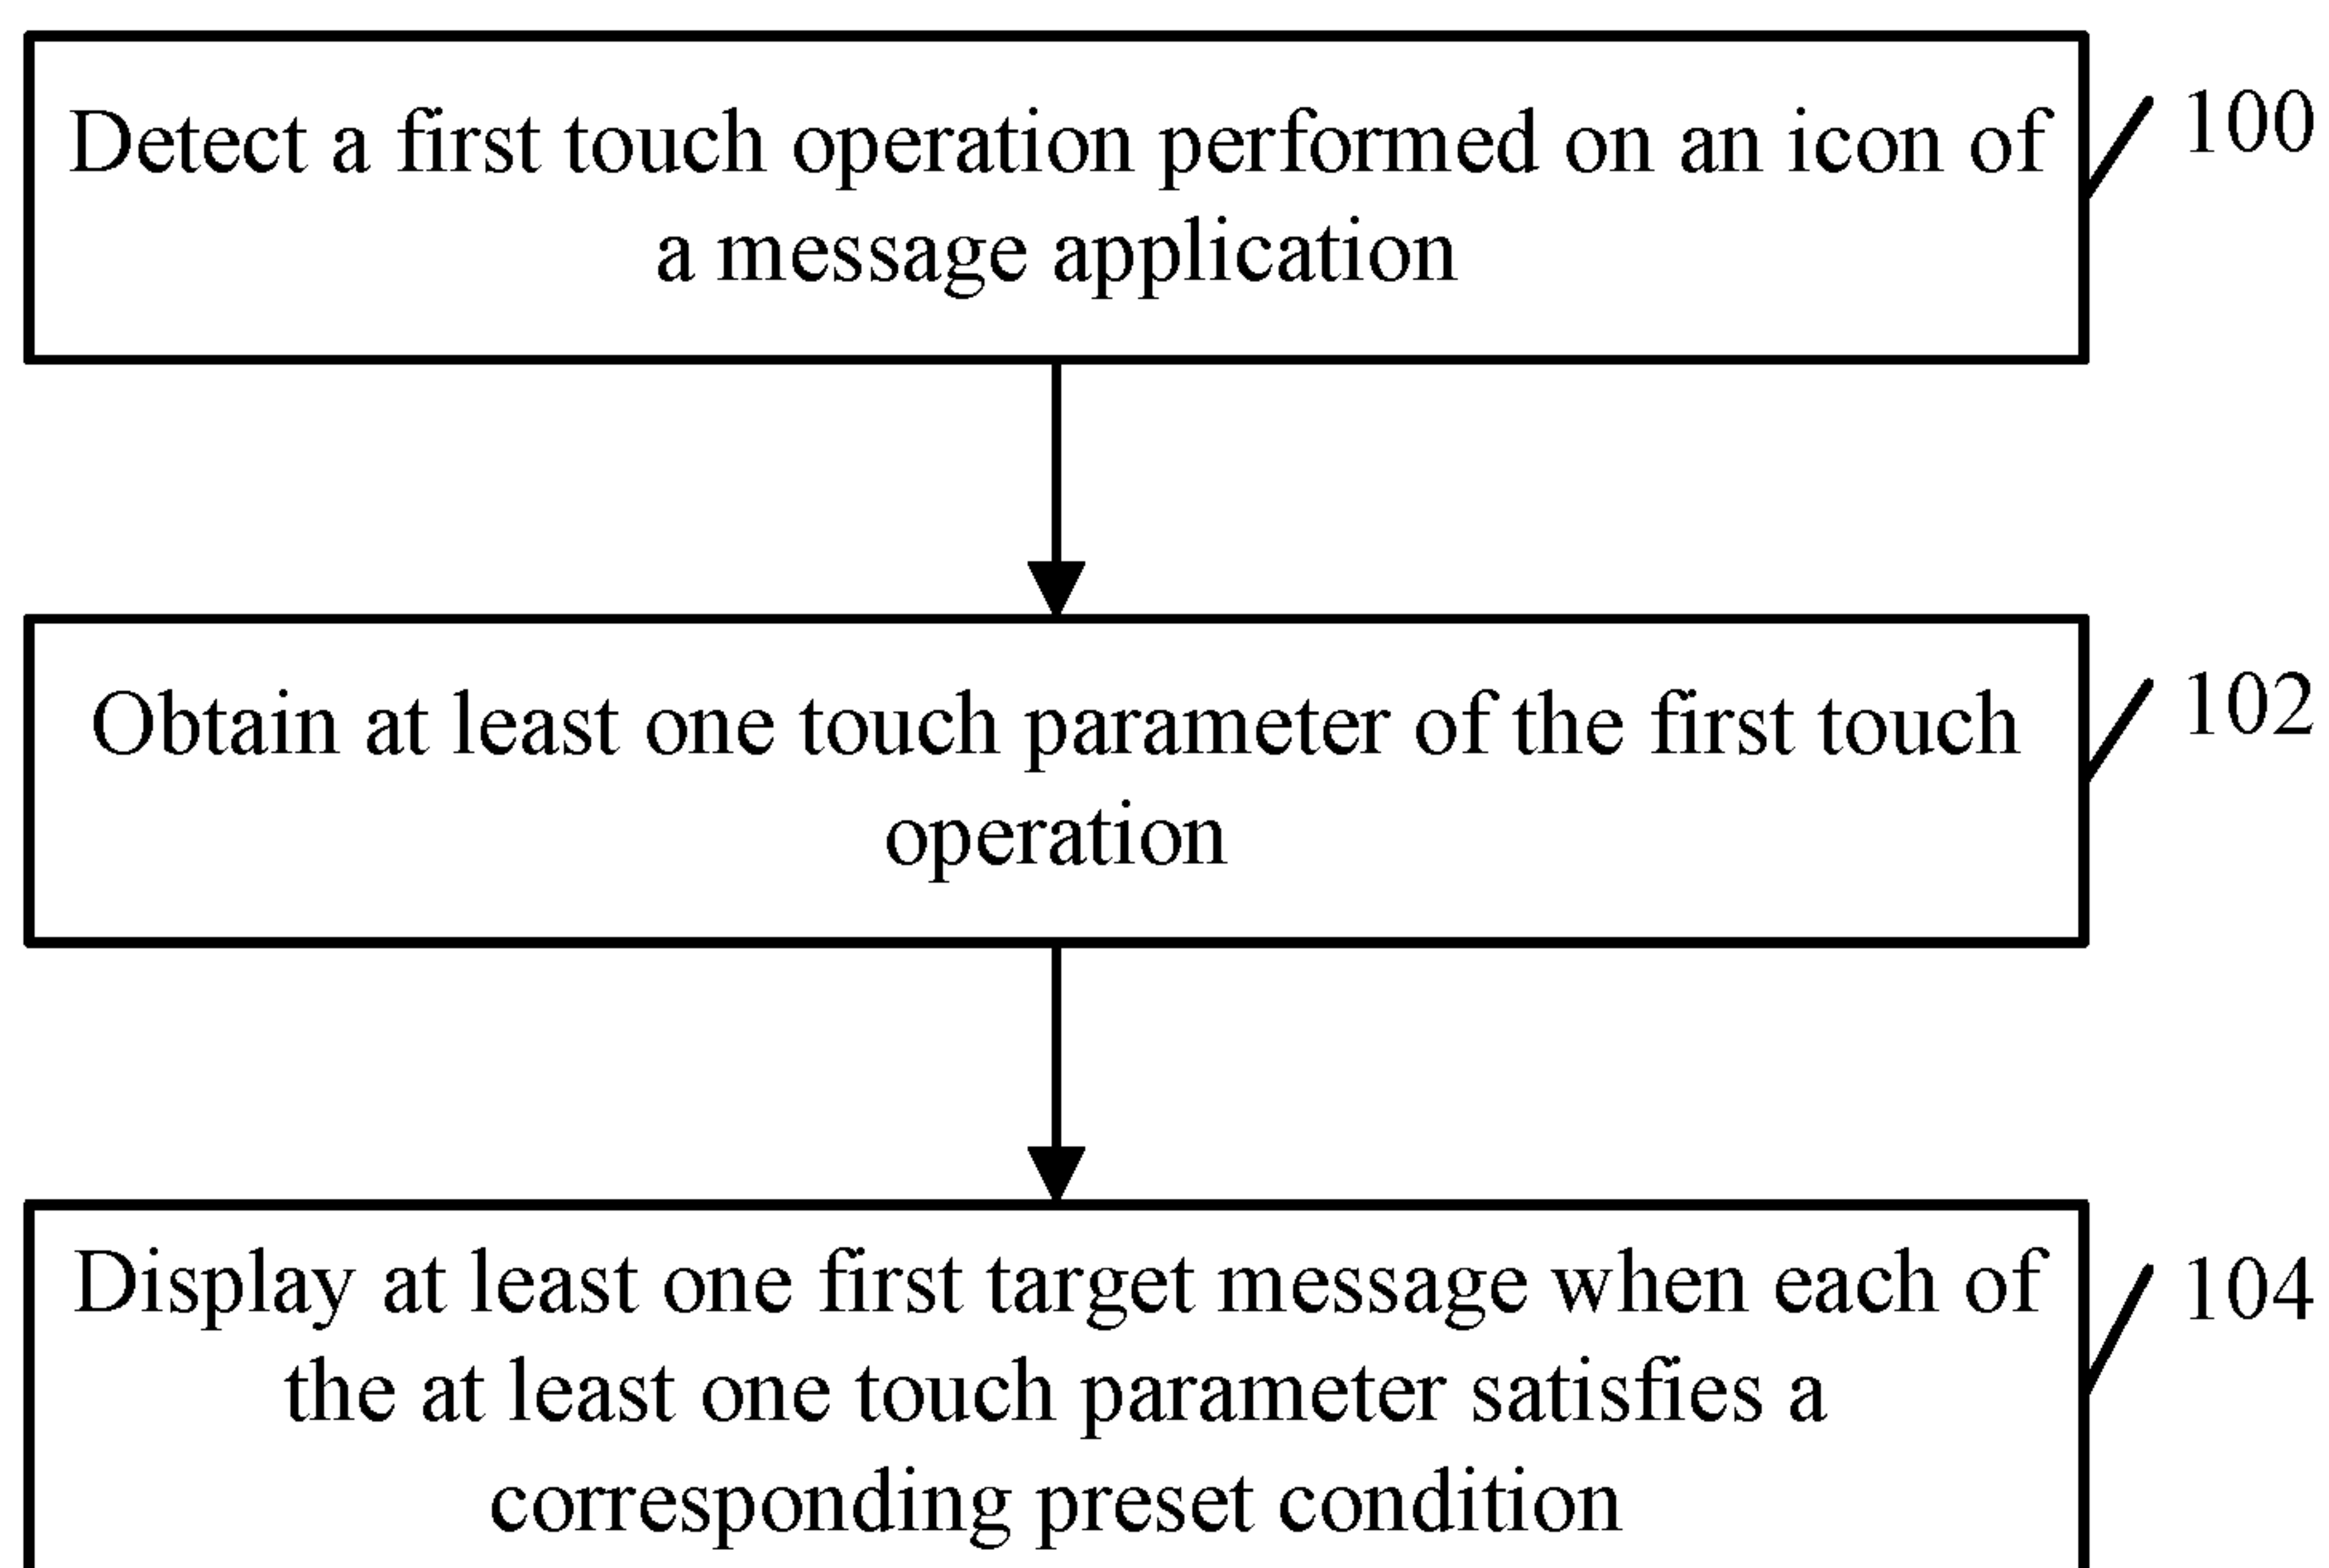 Detect a first touch operation performed on an icon of
a message application
100
Obtain at least one touch parameter of the first touch
operation
102
Display at least one first target message when each of
the at least one touch parameter satisfies a
corresponding preset condition
104